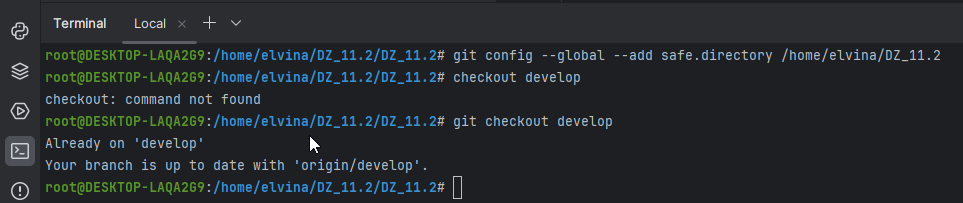 Terminal Local
root@DESKTOP-LAQA2G9:/home/elvina/DZ_11.2/DZ_11.2# git config --global --add safe.directory /home/elvina/DZ_11.2
root@DESKTOP-LAQA2G9:/home/elvina/DZ_11.2/DZ_11.2# checkout develop
checkout: command not found
root@DESKTOP-LAQA2G9:/home/elvina/DZ_11.2/DZ_11.2# git checkout develop
Already on 'develop'
Your branch is up to date with 'origin/develop'.
root@DESKTOP-LAQA2G9:/home/elvina/DZ_11.2/DZ_11.2#